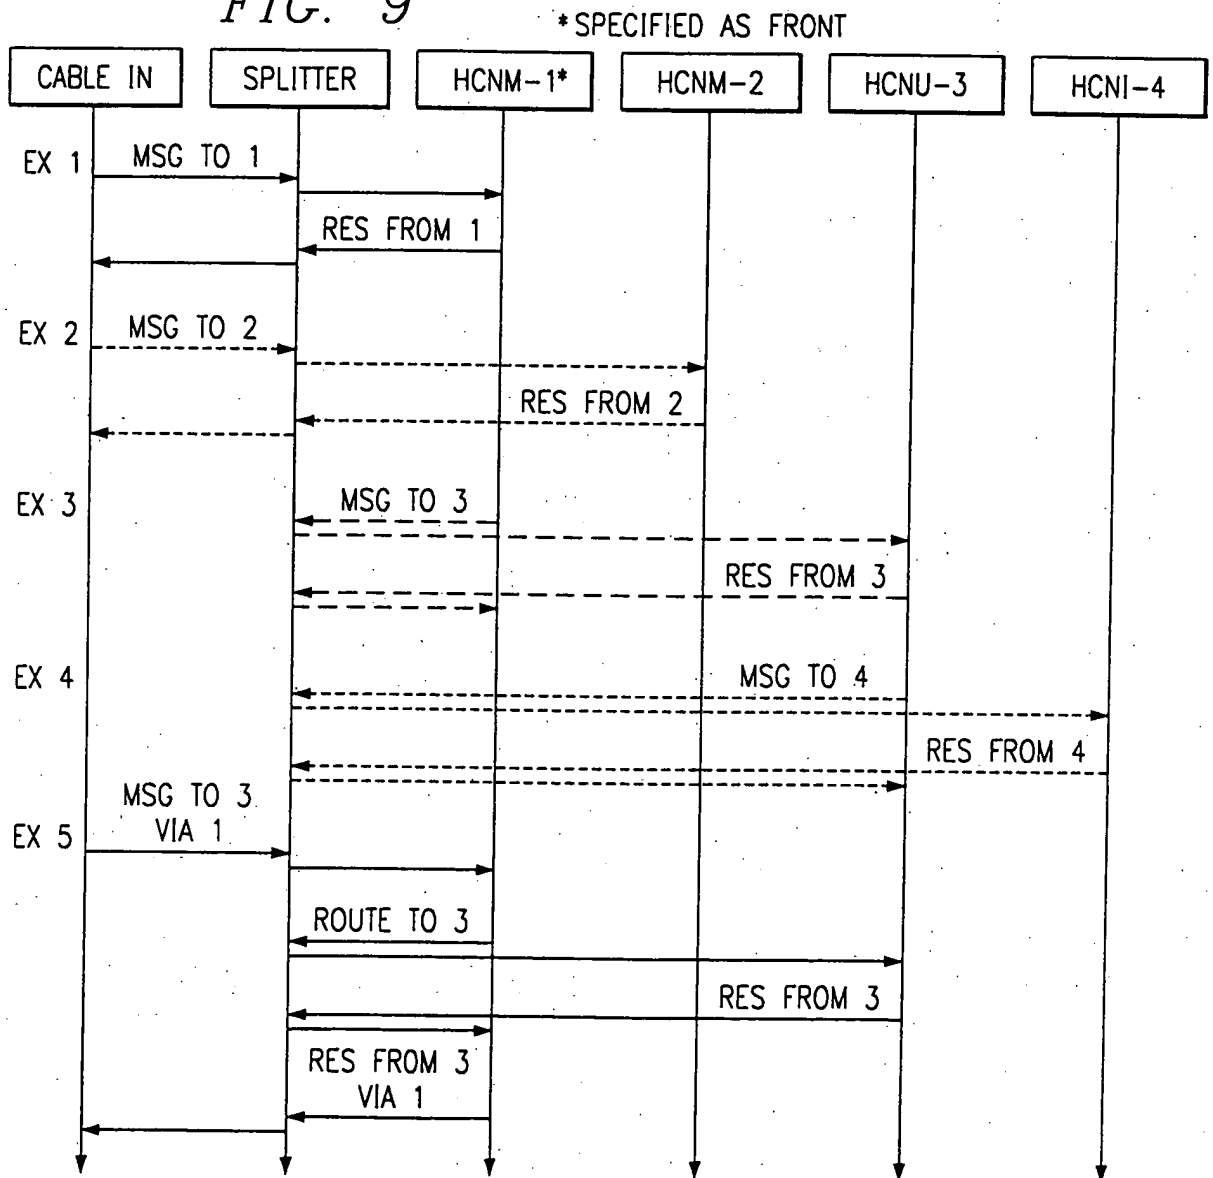 FIG. 9
*SPECIFIED AS FRONT
CABLE IN
SPLITTER
HCNM-1*
HCNM-2
HCNU-3
HCNI-4
EX 1
MSG TO 1
RES FROM 1
EX 2
MSG TO 2
RES FROM 2
EX 3
MSG TO 3
RES FROM 3
EX 4
MSG TO 4
RES FROM 4
EX 5
MSG TO 3
VIA 1
ROUTE TO 3
RES FROM 3
RES FROM 3
VIA 1